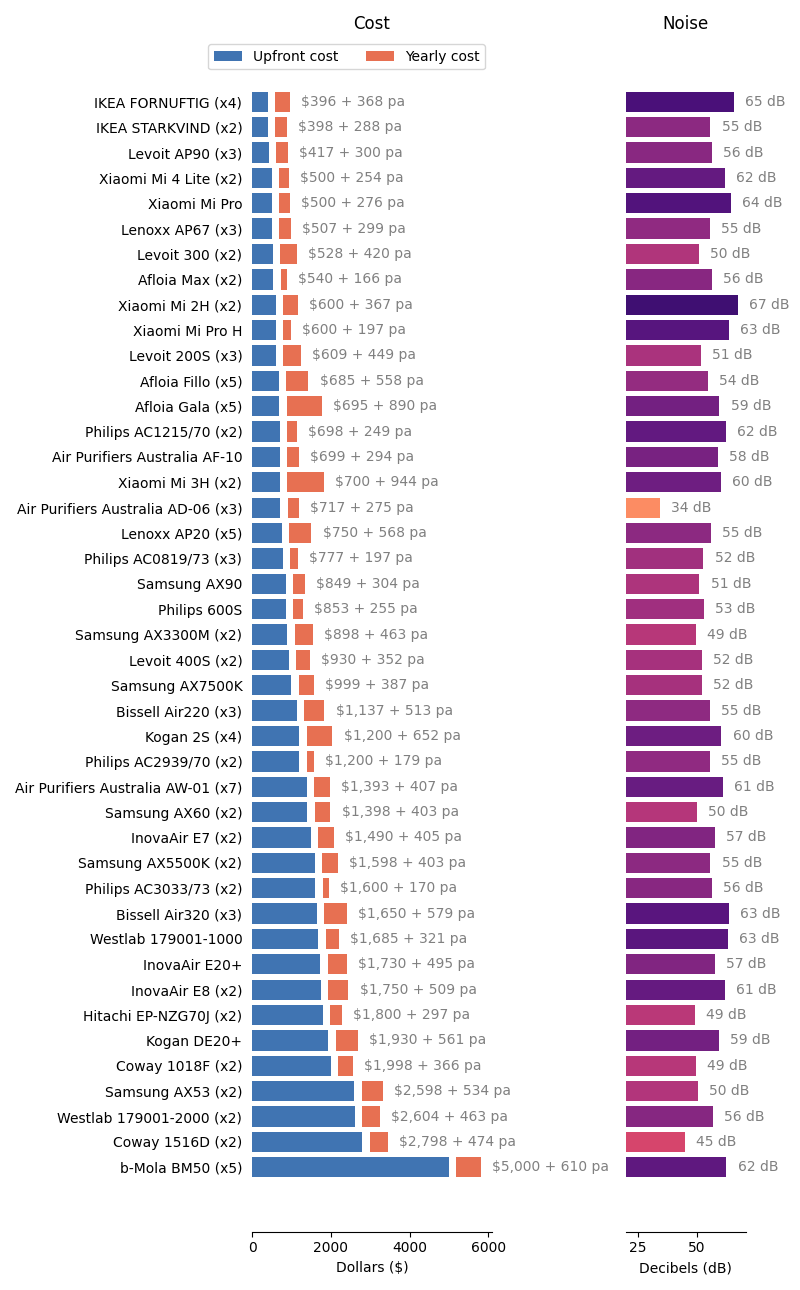 Cost Noise
Upfront cost Yearly cost
IKEA FORNUFTIG (x4) $396 + 368 pa 65 dB
IKEA STARKVIND (x2) $398 + 288 pa 55 dB
Levoit AP90 (x3) $417 + 300 pa 56 dB
Xiaomi Mi 4 Lite (x2) $500 + 254 pa 62 dB
Xiaomi Mi Pro $500 + 276 pa 64 dB
Lenoxx AP67 (x3) $507 + 299 pa 55 dB
Levoit 300 (x2) $528 + 420 pa 50 dB
Afloia Max (x2) $540 + 166 pa 56 dB
Xiaomi Mi 2H (x2) $600 + 367 pa 67 dB
Xiaomi Mi Pro H $600 + 197 pa 63 dB
Levoit 200S (x3) $609 + 449 pa 51 dB
Afloia Fillo (x5) $685 + 558 pa 54 dB
Afloia Gala (x5) $695 + 890 pa 59 dB
Philips AC1215/70 (x2) $698 + 249 pa 62 dB
Air Purifiers Australia AF-10 $699 + 294 pa 58 dB
Xiaomi Mi 3H (x2) $700 + 944 pa 60 dB
Air Purifiers Australia AD-06 (x3) $717 + 275 pa 34 dB
Lenoxx AP20 (x5) $750 + 568 pa 55 dB
Philips AC0819/73 (x3) $777 + 197 pa 52 dB
Samsung AX90 $849 + 304 pa 51 dB
Philips 600S $853 + 255 pa 53 dB
Samsung AX3300M (x2) $898 + 463 pa 49 dB
Levoit 400S (x2) $930 + 352 pa 52 dB
Samsung AX7500K $999 + 387 pa 52 dB
Bissell Air220 (x3) $1,137 + 513 pa 55 dB
Kogan 2S (x4) $1,200 + 652 pa 60 dB
Philips AC2939/70 (x2) $1,200 + 179 pa 55 dB
Air Purifiers Australia AW-01 (x7) $1,393 + 407 pa 61 dB
Samsung AX60 (x2) $1,398 + 403 pa 50 dB
InovaAir E7 (x2) $1,490 + 405 pa 57 dB
Samsung AX5500K (x2) $1,598 + 403 pa 55 dB
Philips AC3033/73 (x2) $1,600 + 170 pa 56 dB
Bissell Air320 (x3) $1,650 + 579 pa 63 dB
Westlab 179001-1000 $1,685 + 321 pa 63 dB
InovaAir E20+ $1,730 + 495 pa 57 dB
InovaAir E8 (x2) $1,750 + 509 pa 61 dB
Hitachi EP-NZG70J (x2) $1,800 + 297 pa 49 dB
Kogan DE20+ $1,930 + 561 pa 59 dB
Coway 1018F (x2) $1,998 + 366 pa 49 dB
Samsung AX53 (x2) $2,598 + 534 pa 50 dB
Westlab 179001-2000 (x2) $2,604 + 463 pa 56 dB
Coway 1516D (x2) $2,798 + 474 pa 45 dB
b-Mola BM50 (x5) $5,000 + 610 pa 62 dB
0 2000 4000 6000 25 50
Dollars ($) Decibels (dB)